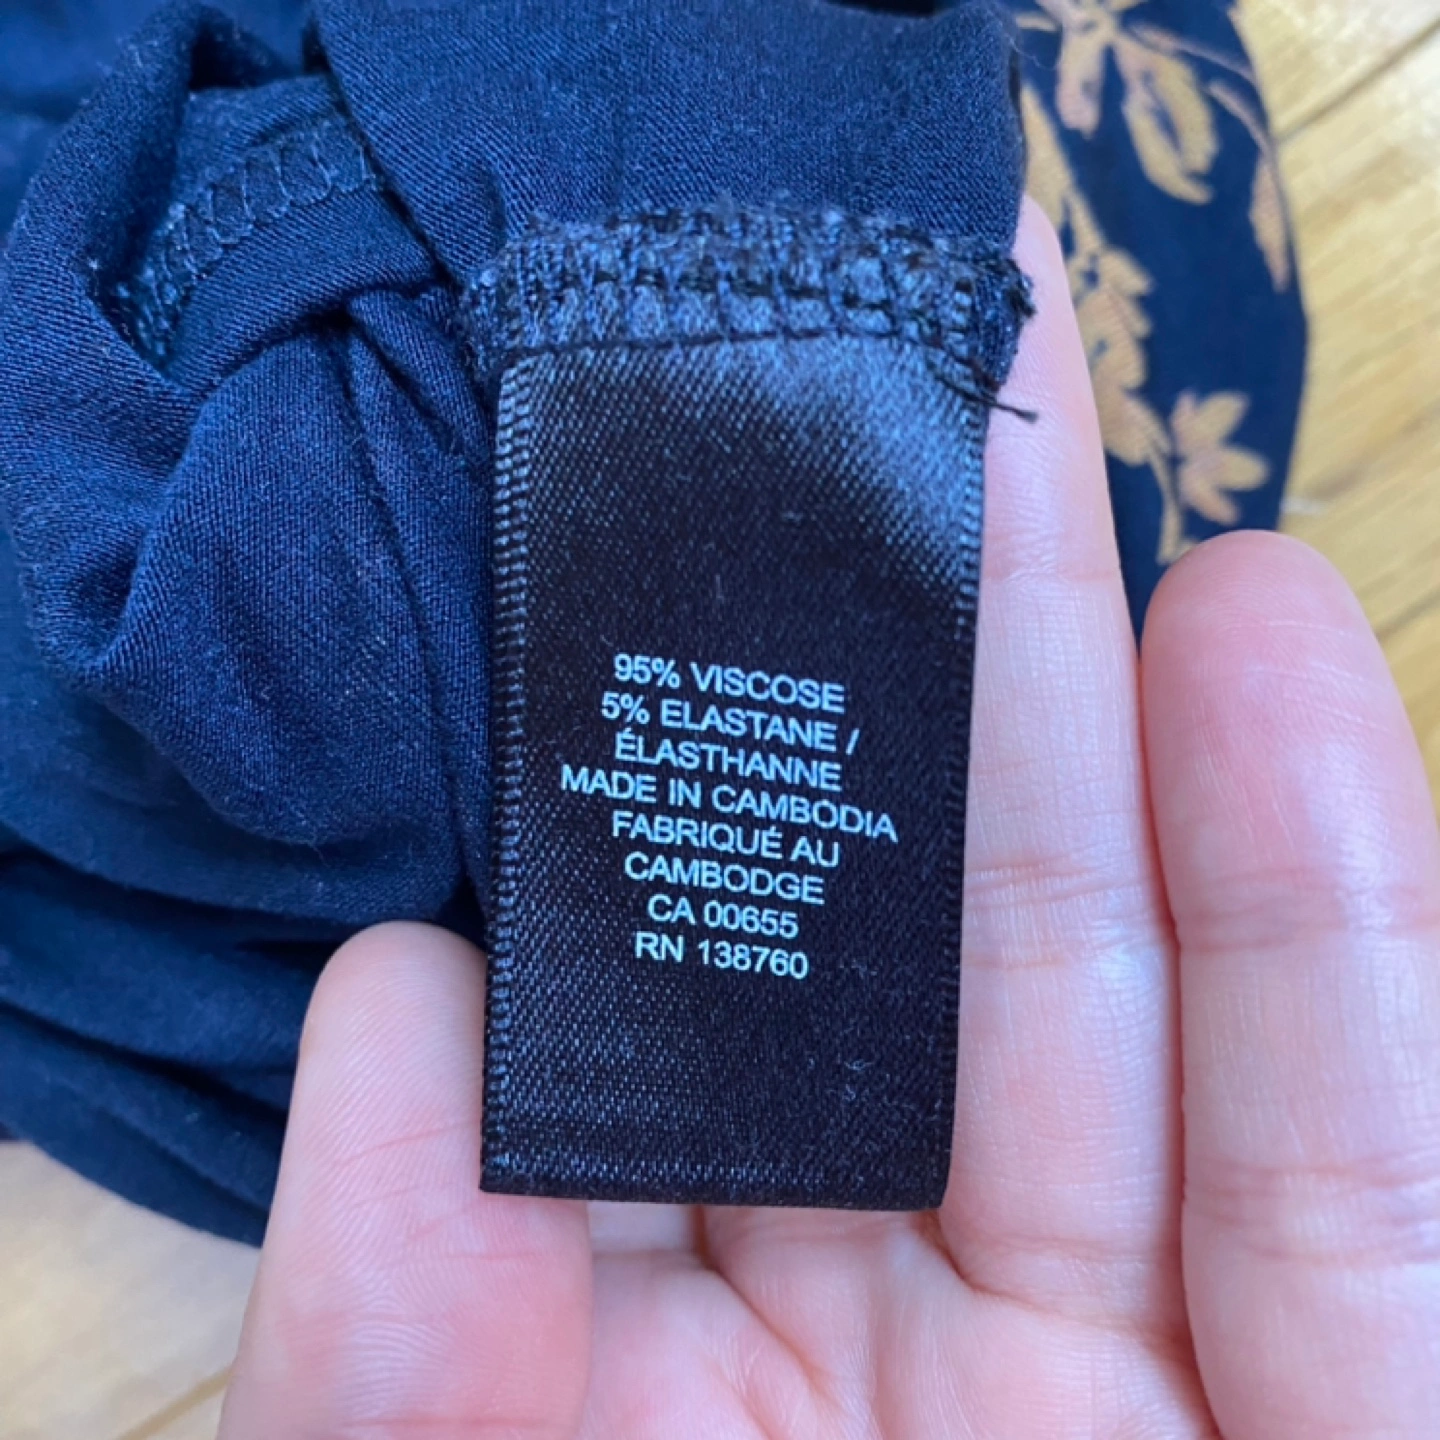 95% VISCOSE
5% ELASTANE /
ÉLASTHANNE
MADE IN CAMBODIA
FABRIQUÉ AU
CAMBODGE
CA 00655
RN 138760